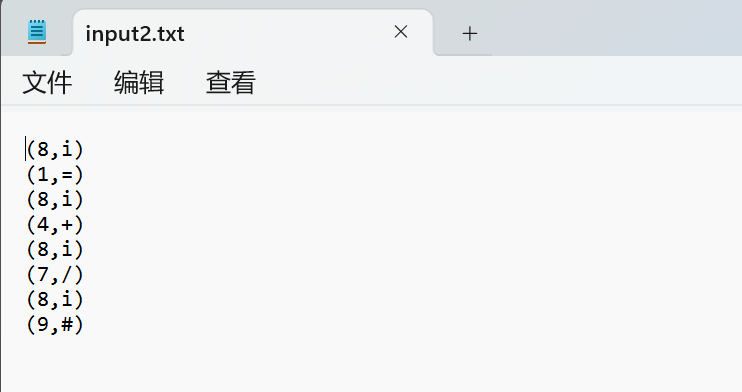 input2.txt
文件 编辑 查看
(8,i)
(1,=)
(8,i)
(4,+)
(8,i)
(7,/)
(8,i)
(9,#)